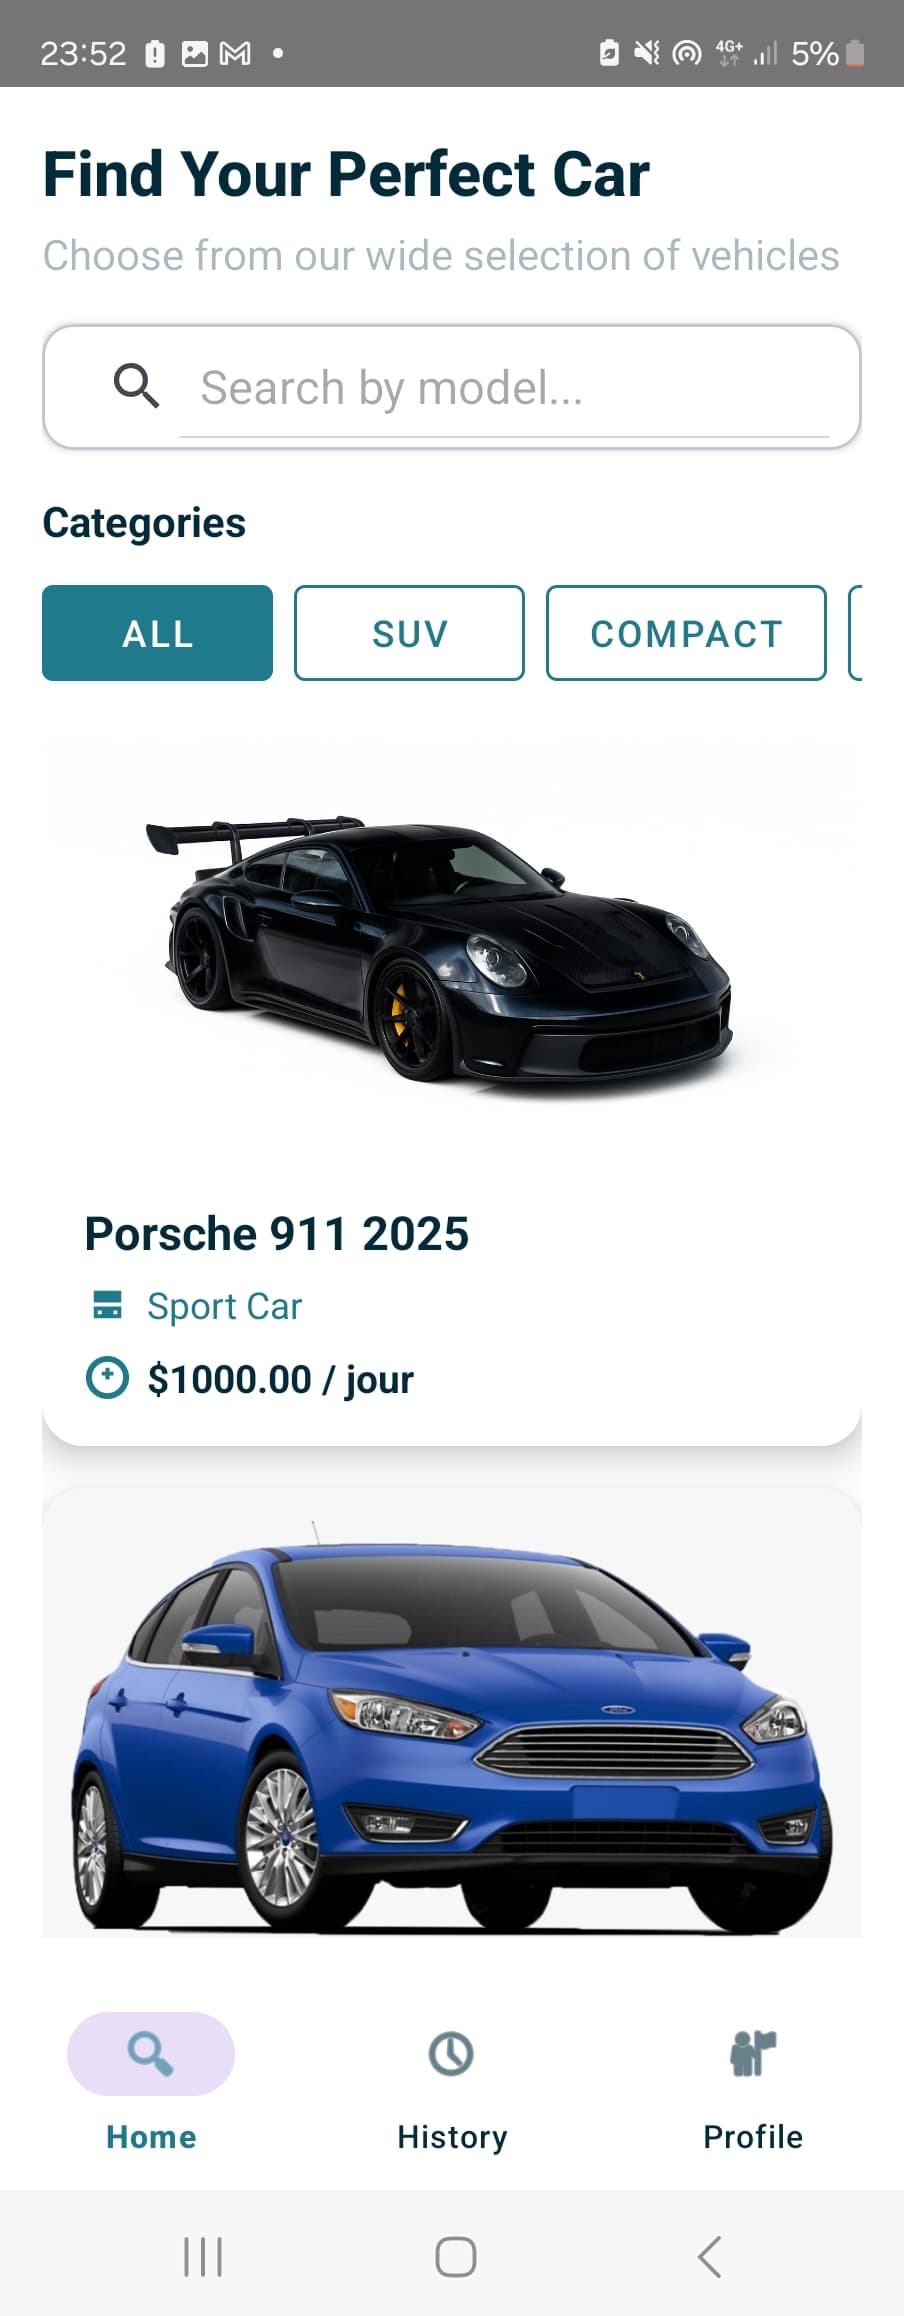 23:52
4G+
5%
Find Your Perfect Car
Choose from our wide selection of vehicles
Search by model...
Categories
ALL
SUV
COMPACT
Porsche 911 2025
Sport Car
$1000.00 / jour
Home
History
Profile